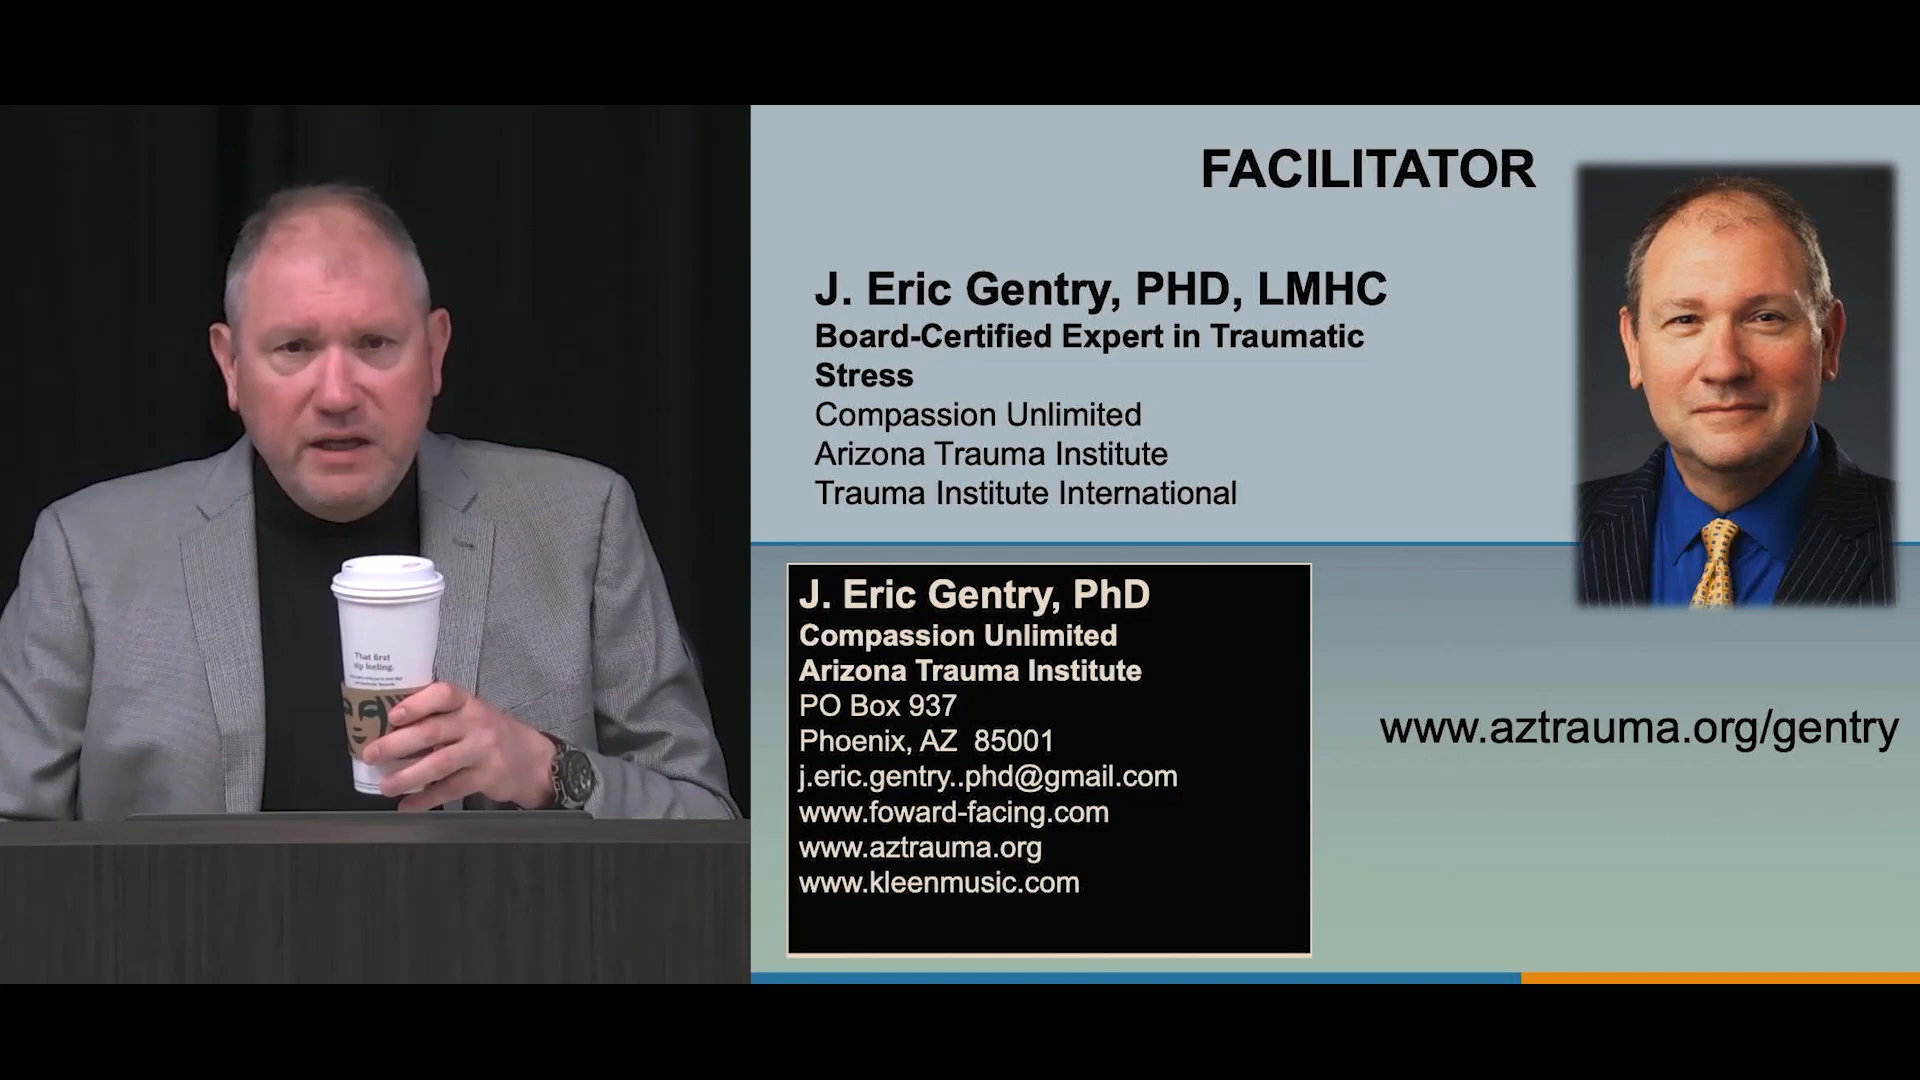 FACILITATOR
J. Eric Gentry, PHD, LMHC
Board-Certified Expert in Traumatic
Stress
Compassion Unlimited
Arizona Trauma Institute
Trauma Institute International
J. Eric Gentry, PhD
Compassion Unlimited
Arizona Trauma Institute
PO Box 937
Phoenix, AZ  85001
j.eric.gentry..phd@gmail.com
www.foward-facing.com
www.aztrauma.org
www.kleenmusic.com
www.aztrauma.org/gentry
That first
sip feeling.